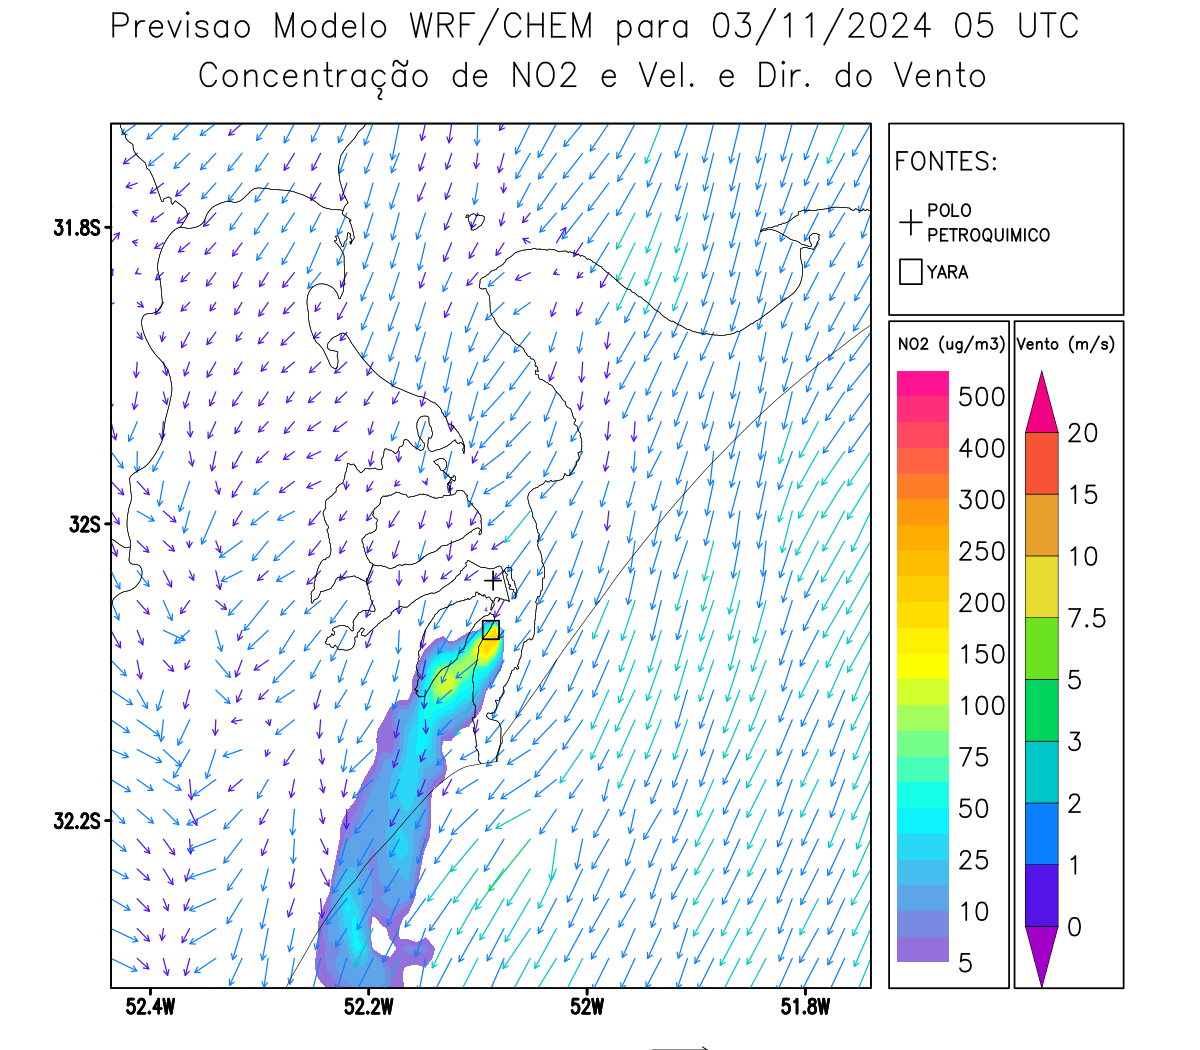 Previsao Modelo WRF/CHEM para 03/11/2024 05 UTC
Concentração de NO2 e Vel. e Dir. do Vento
FONTES:
POLO
PETROQUIMICO
YARA
NO2 (ug/m3)
500
400
300
250
200
150
100
75
50
25
10
5
Vento (m/s)
20
15
10
7.5
5
3
2
1
0
31.8S
32S
32.2S
52.4W
52.2W
52W
51.8W